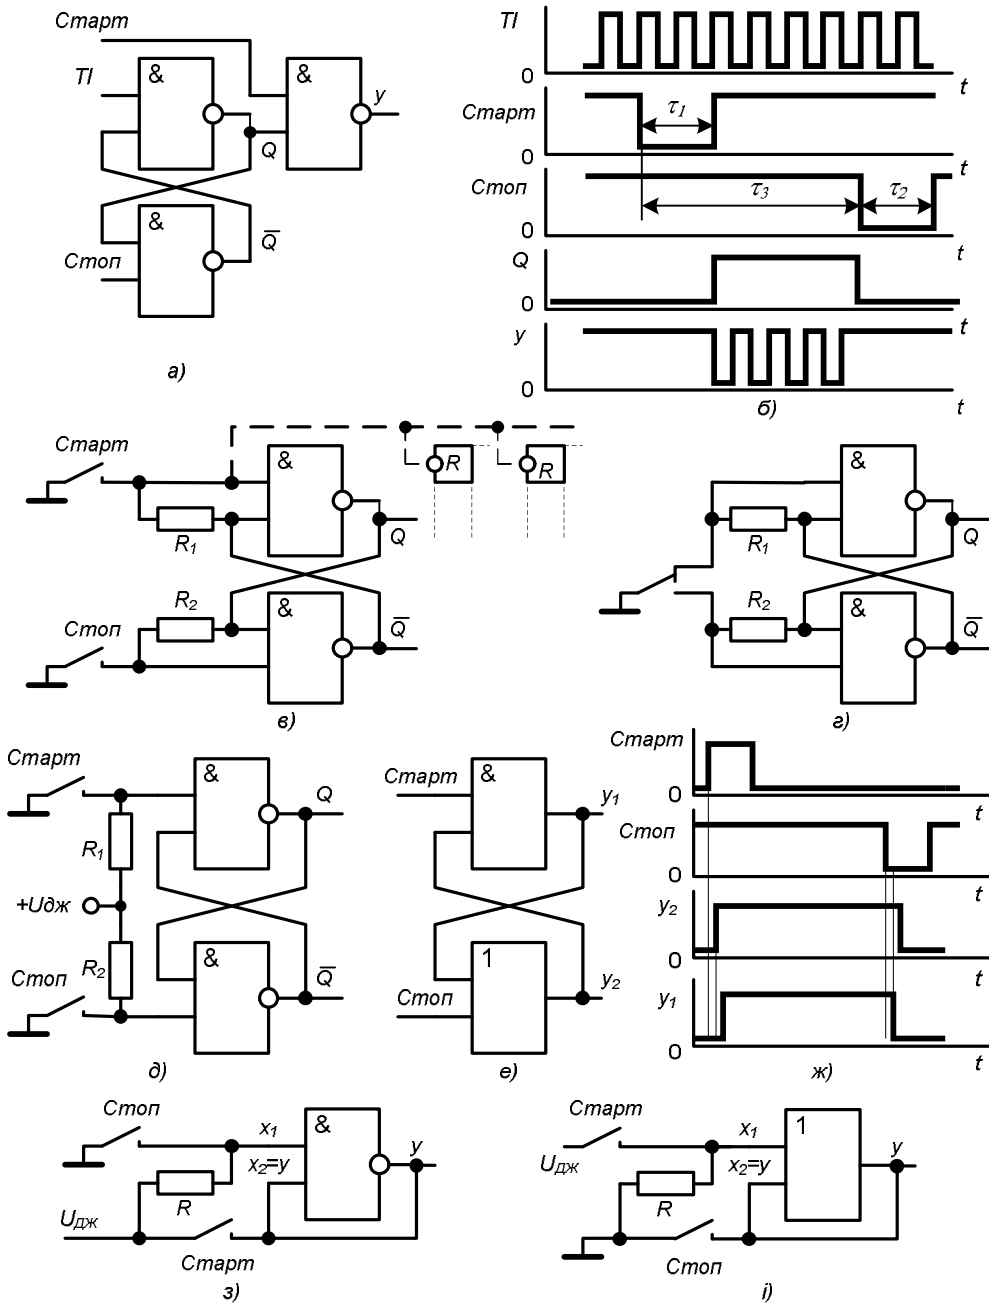 Старт
TI
&
&
y
Q
&
Q̅
Стоп
а)
TI
0
t
Старт
τ1
0
t
Стоп
τ3
τ2
0
t
Q
0
t
y
0
t
б)
Старт
&
R
R
R1
Q
R2
&
Q̅
Стоп
в)
&
R1
Q
R2
&
Q̅
г)
Старт
&
Q
R1
+Uдж
R2
&
Q̅
Стоп
д)
Старт
&
y1
1
y2
Стоп
е)
Старт
0
t
Стоп
0
t
y2
0
t
y1
0
t
ж)
Стоп
x1
&
x2=y
y
R
UДЖ
Старт
з)
Старт
x1
1
UДЖ
x2=y
y
R
Стоп
і)